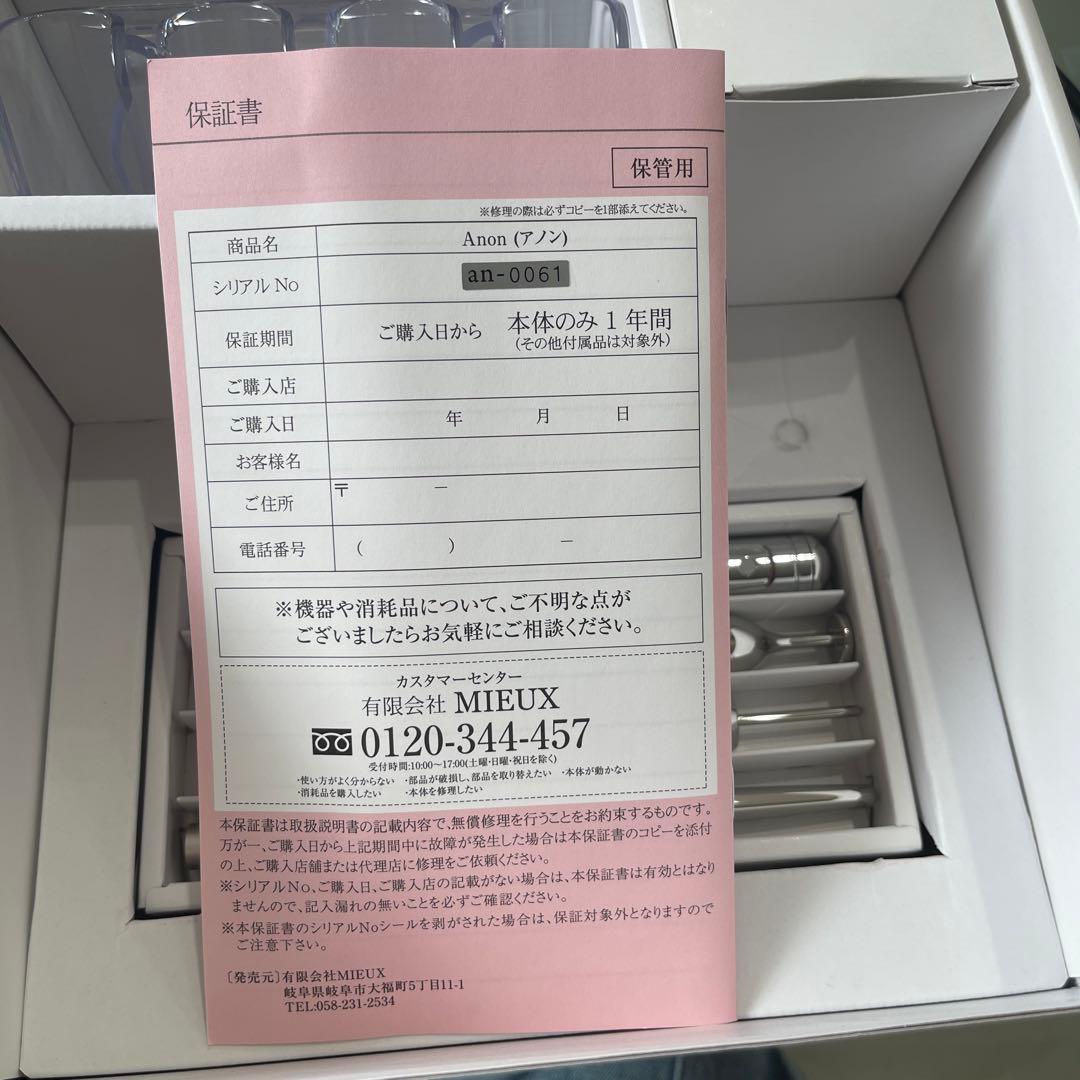 保証書
保管用
※修理の際は必ずコピーを1部添えてください。
商品名 Anon (アノン)
シリアルNo an-0061
保証期間 ご購入日から 本体のみ1年間
(その他付属品は対象外)
ご購入店
ご購入日 年 月 日
お客様名
ご住所 〒 －
電話番号 ( ) －
※機器や消耗品について、ご不明な点が
ございましたらお気軽にご相談ください。
カスタマーセンター
有限会社 MIEUX
0120-344-457
受付時間:10:00～17:00(土曜・日曜・祝日を除く)
・使い方がよく分からない ・部品が破損し、部品を取り替えたい ・本体が動かない
・消耗品を購入したい ・本体を修理したい
本保証書は取扱説明書の記載内容で、無償修理を行うことをお約束するものです。
万が一、ご購入日から上記期間中に故障が発生した場合は本保証書のコピーを添付
の上、ご購入店舗または代理店に修理をご依頼ください。
※シリアルNo、ご購入日、ご購入店の記載がない場合は、本保証書は有効とはなり
ませんので、記入漏れの無いことを必ずご確認ください。
※本保証書のシリアルNoシールを剥がされた場合は、保証対象外となりますので
ご注意下さい。
〔発売元〕有限会社MIEUX
岐阜県岐阜市大福町5丁目11-1
TEL:058-231-2534